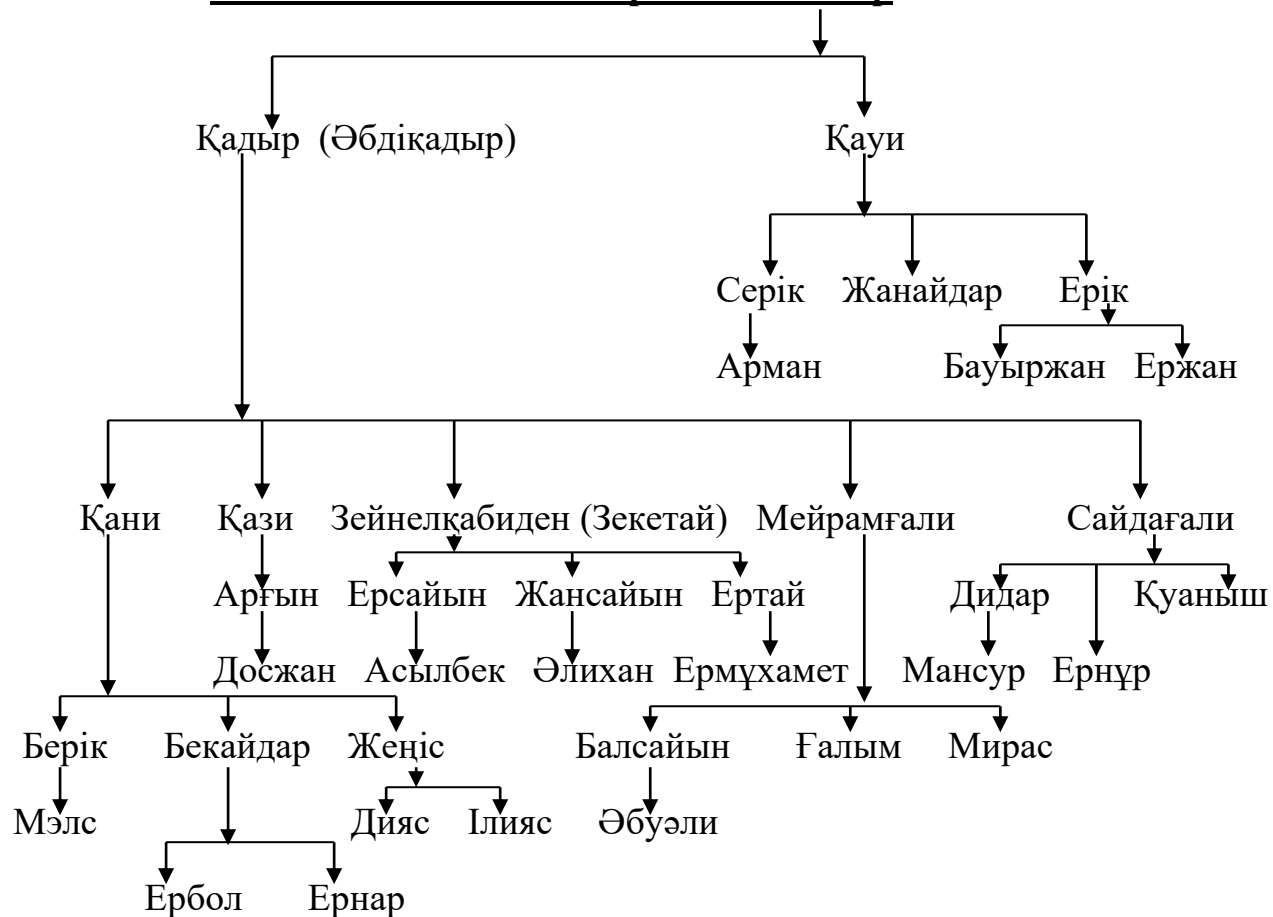 Қадыр (Әбдіқадыр) Қауи
Серік Жанайдар Ерік
Арман Бауыржан Ержан
Қани Қази Зейнелқабиден (Зекетай) Мейрамғали Сайдағали
Арғын Ерсайын Жансайын Ертай Дидар Қуаныш
Досжан Асылбек Әлихан Ермұхамет Мансур Ернұр
Берік Бекайдар Жеңіс Балсайын Ғалым Мирас
Мэлс Дияс Ілияс Әбуәли
Ербол Ернар